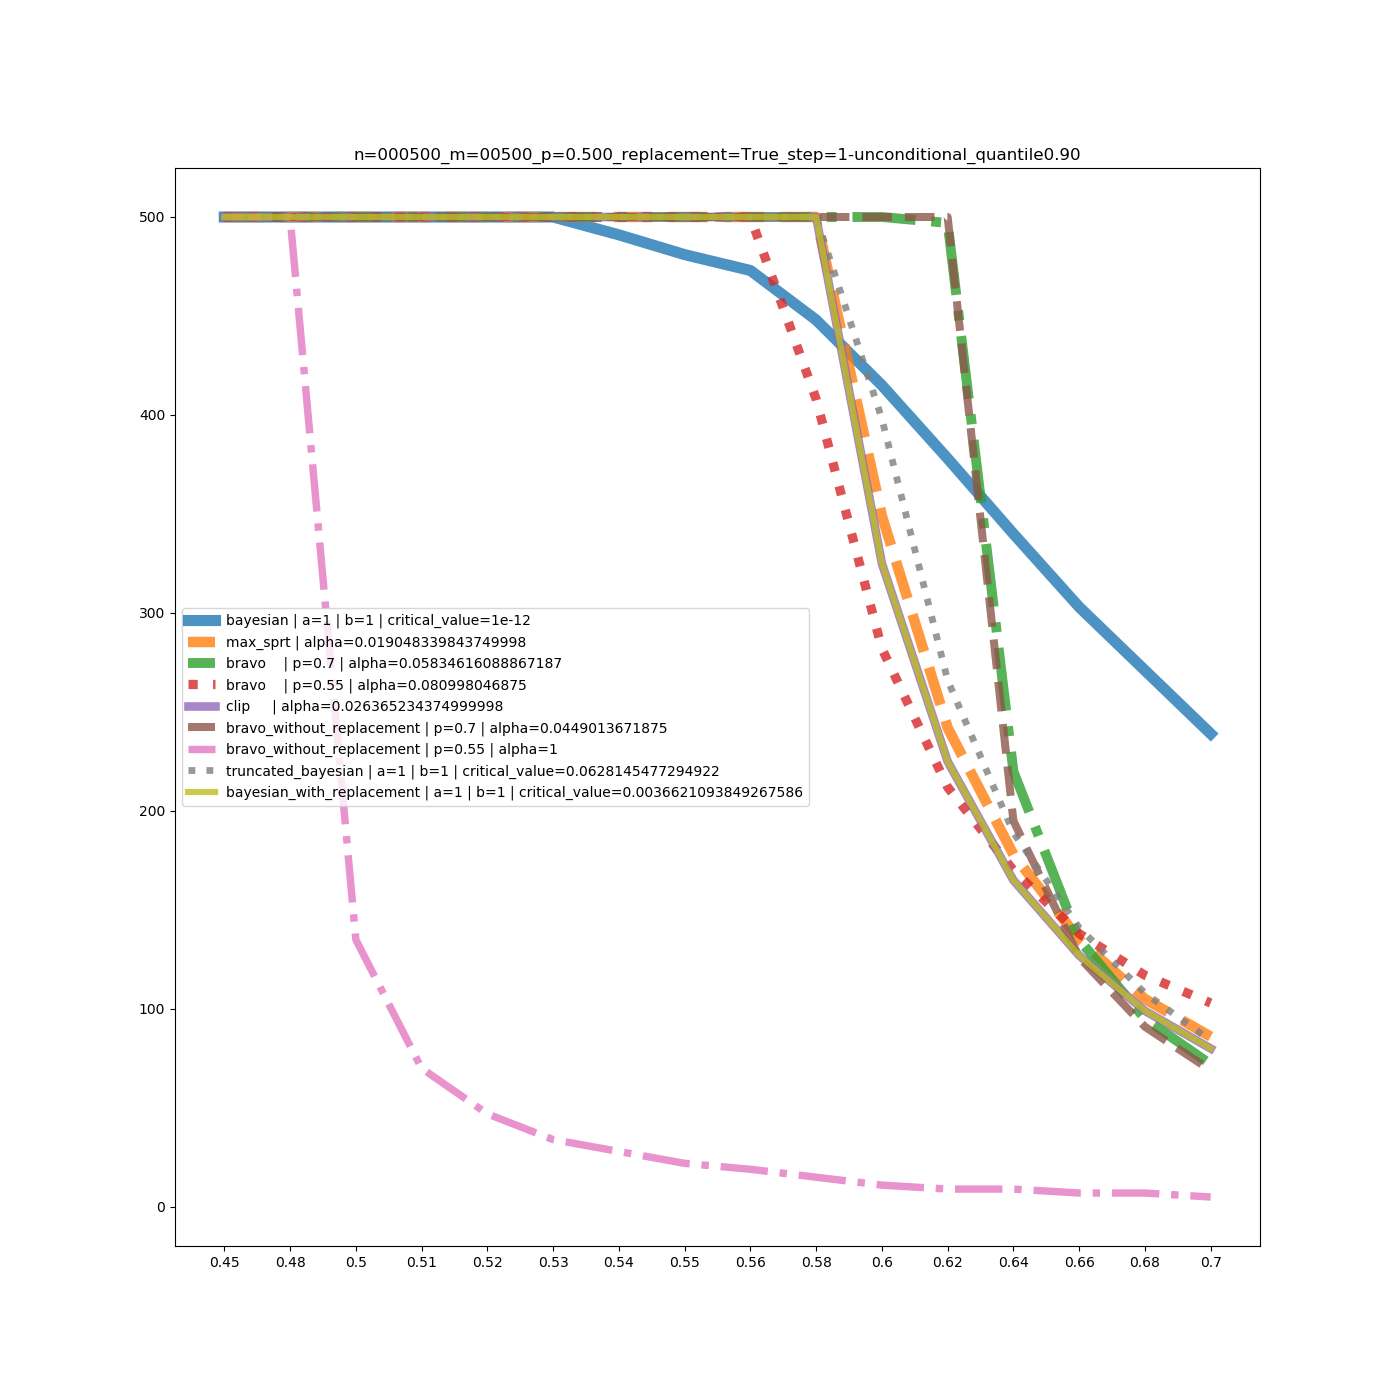 n=000500_m=00500_p=0.500_replacement=True_step=1-unconditional_quantile0.90
500
400
300
200
100
0
bayesian | a=1 | b=1 | critical_value=1e-12
max_sprt | alpha=0.019048339843749998
bravo | p=0.7 | alpha=0.05834616088867187
bravo | p=0.55 | alpha=0.080998046875
clip | alpha=0.026365234374999998
bravo_without_replacement | p=0.7 | alpha=0.0449013671875
bravo_without_replacement | p=0.55 | alpha=1
truncated_bayesian | a=1 | b=1 | critical_value=0.0628145477294922
bayesian_with_replacement | a=1 | b=1 | critical_value=0.0036621093849267586
0.45 0.48 0.5 0.51 0.52 0.53 0.54 0.55 0.56 0.58 0.6 0.62 0.64 0.66 0.68 0.7